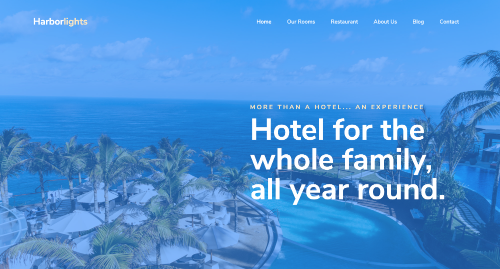 Harborlights
Home Our Rooms Restaurant About Us Blog Contact
MORE THAN A HOTEL... AN EXPERIENCE
Hotel for the
whole family,
all year round.